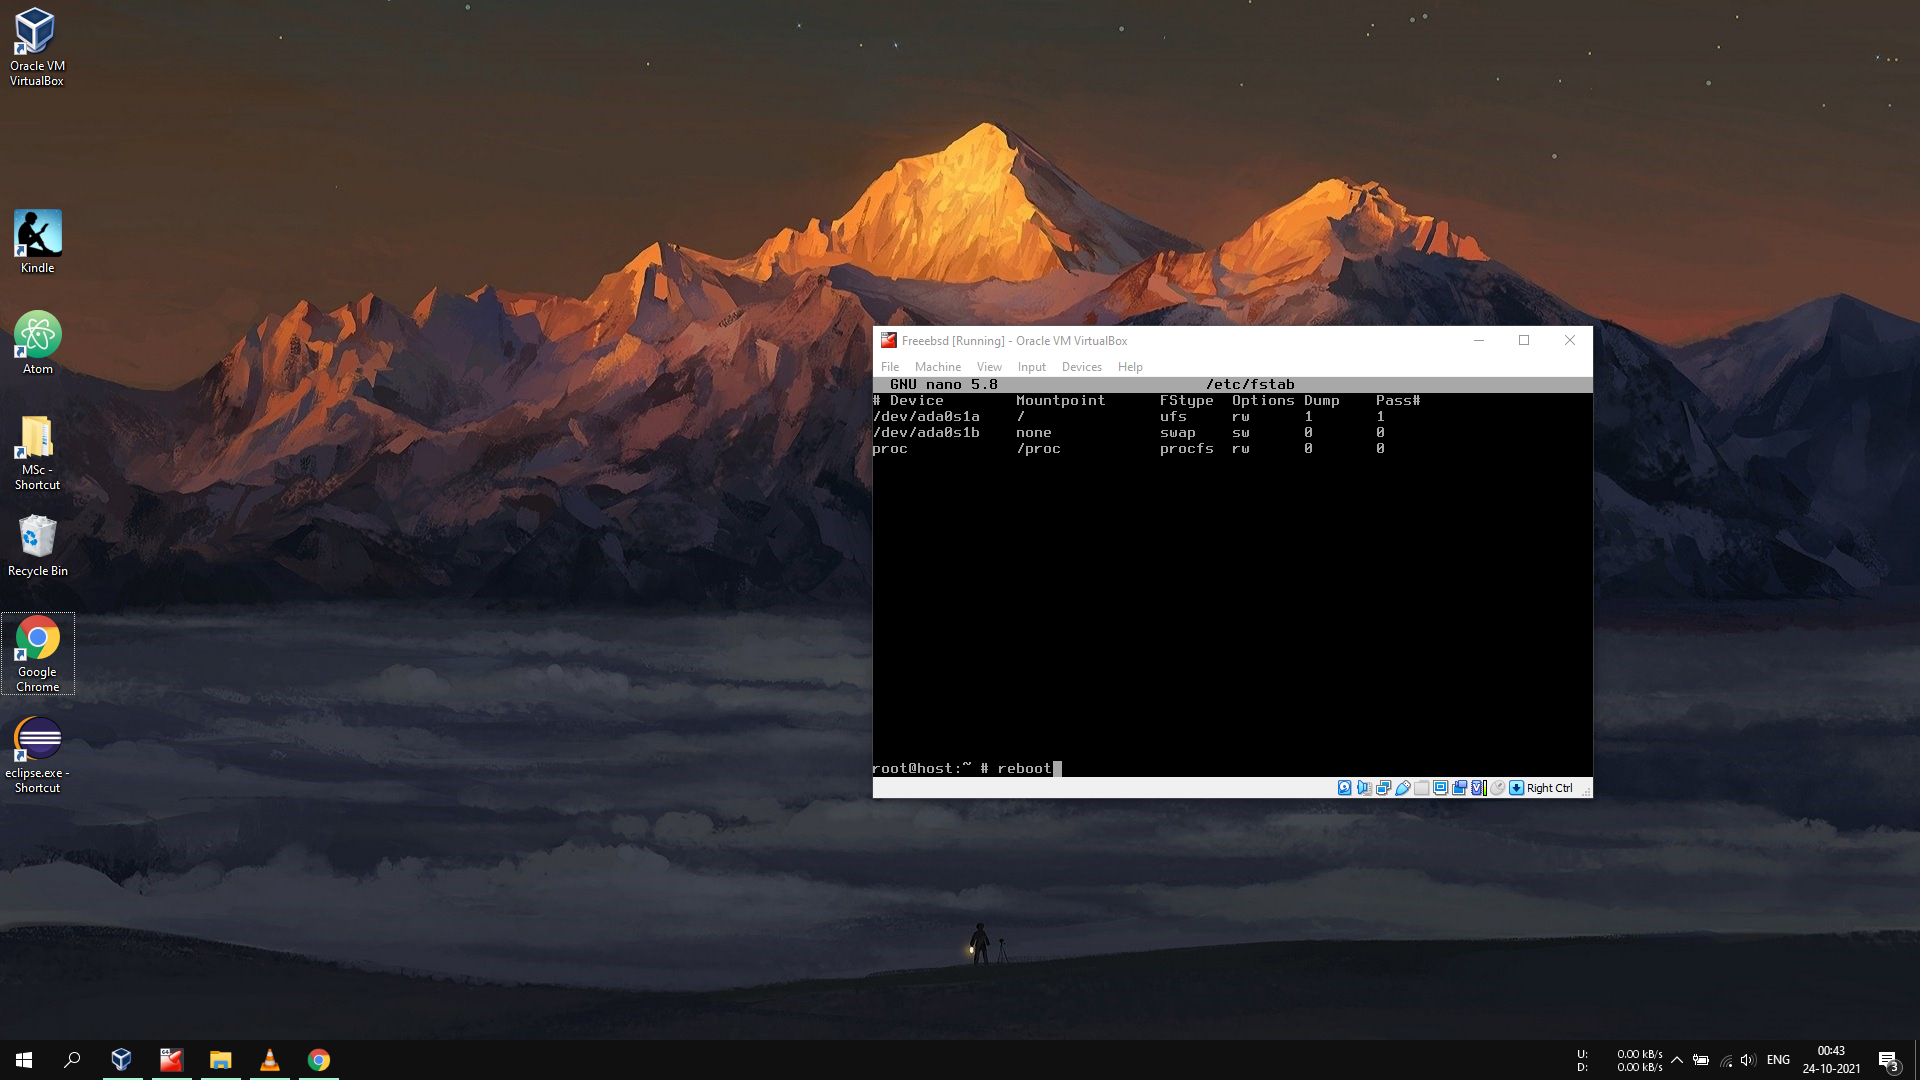 Oracle VM
VirtualBox
Kindle
Atom
MSc -
Shortcut
Recycle Bin
Google
Chrome
eclipse.exe -
Shortcut
Freeebsd [Running] - Oracle VM VirtualBox
File Machine View Input Devices Help
GNU nano 5.8 /etc/fstab
# Device Mountpoint FStype Options Dump Pass#
/dev/ada0s1a / ufs rw 1 1
/dev/ada0s1b none swap sw 0 0
proc /proc procfs rw 0 0
root@host:~ # reboot
Right Ctrl
U: 0.00 kB/s
D: 0.00 kB/s
ENG
00:43
24-10-2021
3